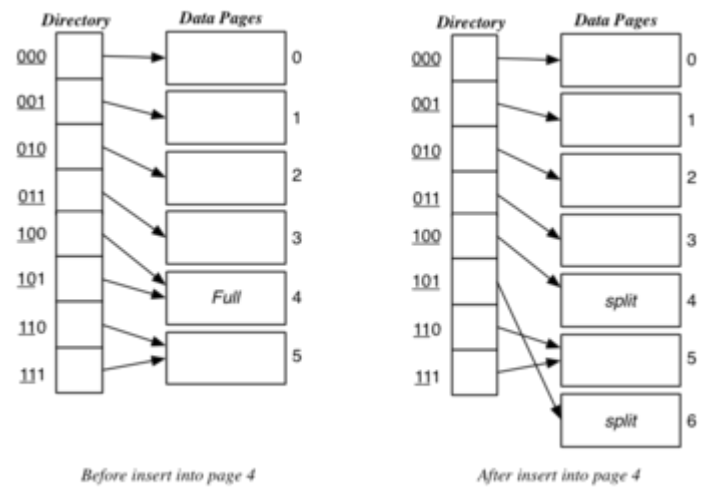 Directory Data Pages
000 0
001 1
010 2
011 3
100 Full 4
101
110 5
111
Before insert into page 4
Directory Data Pages
000 0
001 1
010 2
011 3
100 split 4
101
110 5
111 split 6
After insert into page 4